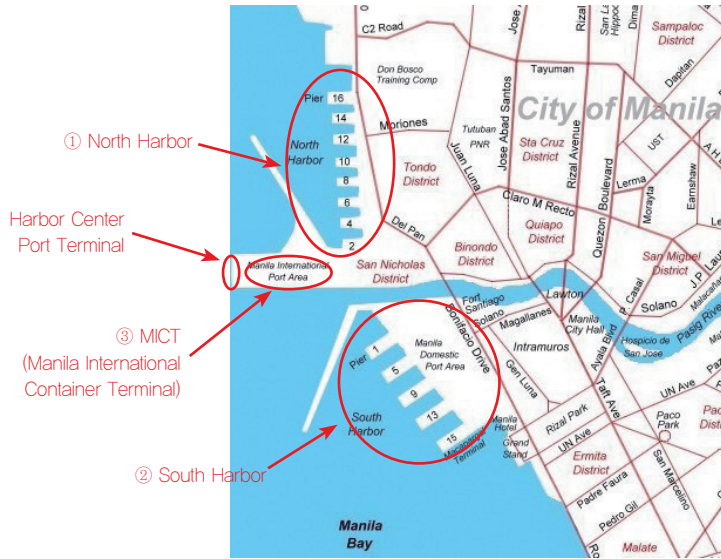 ① North Harbor
Harbor Center
Port Terminal
③ MICT
(Manila International
Container Terminal)
② South Harbor
C2 Road
Don Bosco
Training Comp
Pier
16
14
12
10
8
6
4
2
North
Harbor
Moriones
Tutuban
PNR
Juan Luna
Jose Abad Santos
Jose
Rizal
Rizal Avenue
Tayuman
City of Manila
Sampaloc
District
Dapitan
UST
Sta Cruz
District
Tondo
District
Quezon Boulevard
Lerma
Morayta
Earnshaw
Claro M Recto
Quiapo
District
Del Pan
Binondo
District
San Miguel
District
Manila International
Port Area
San Nicholas
District
Fort
Santiago
Solano
Magallanes
Lawton
P. Casal
Solano
J.P. Lau
Pasig Rive
Manila
City Hall
Ayala Blvd
Hospicio de
San Jose
Intramuros
Bonifacio Drive
Gen Luna
Taft Ave
Manila
Domestic
Port Area
Pier
1
5
9
13
15
South
Harbor
Terminal
Manila
Hotel
Grand
Stand
Rizal Park
UN Ave
UN Ave
Paco
Park
Ermita
District
San Marcelino
Padre Faura
Pedro Gil
Malate
Manila
Bay